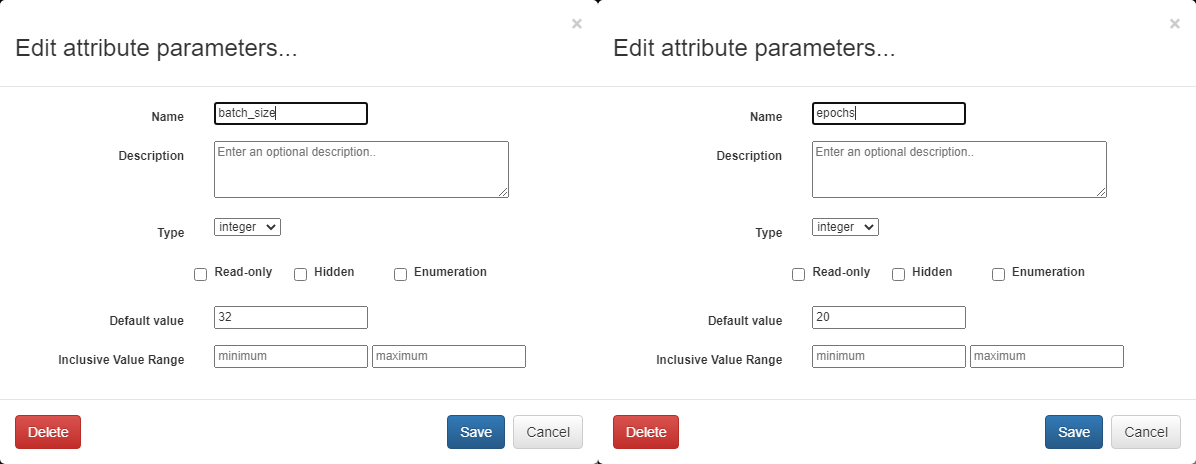 ×
Edit attribute parameters...
Name batch_size
Description Enter an optional description..
Type integer
Read-only Hidden Enumeration
Default value 32
Inclusive Value Range minimum maximum
Delete Save Cancel
×
Edit attribute parameters...
Name epochs
Description Enter an optional description..
Type integer
Read-only Hidden Enumeration
Default value 20
Inclusive Value Range minimum maximum
Delete Save Cancel